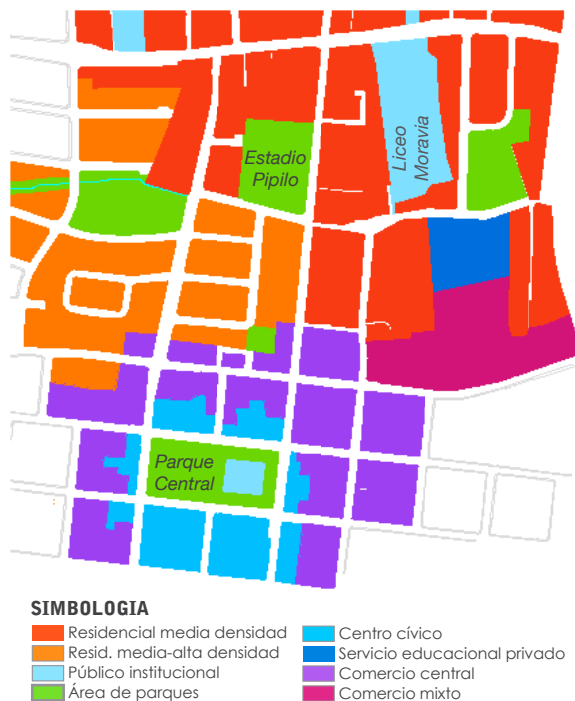 Estadio
Pipilo
Liceo
Moravia
Parque
Central
SIMBOLOGIA
Residencial media densidad
Resid. media-alta densidad
Público institucional
Área de parques
Centro cívico
Servicio educacional privado
Comercio central
Comercio mixto